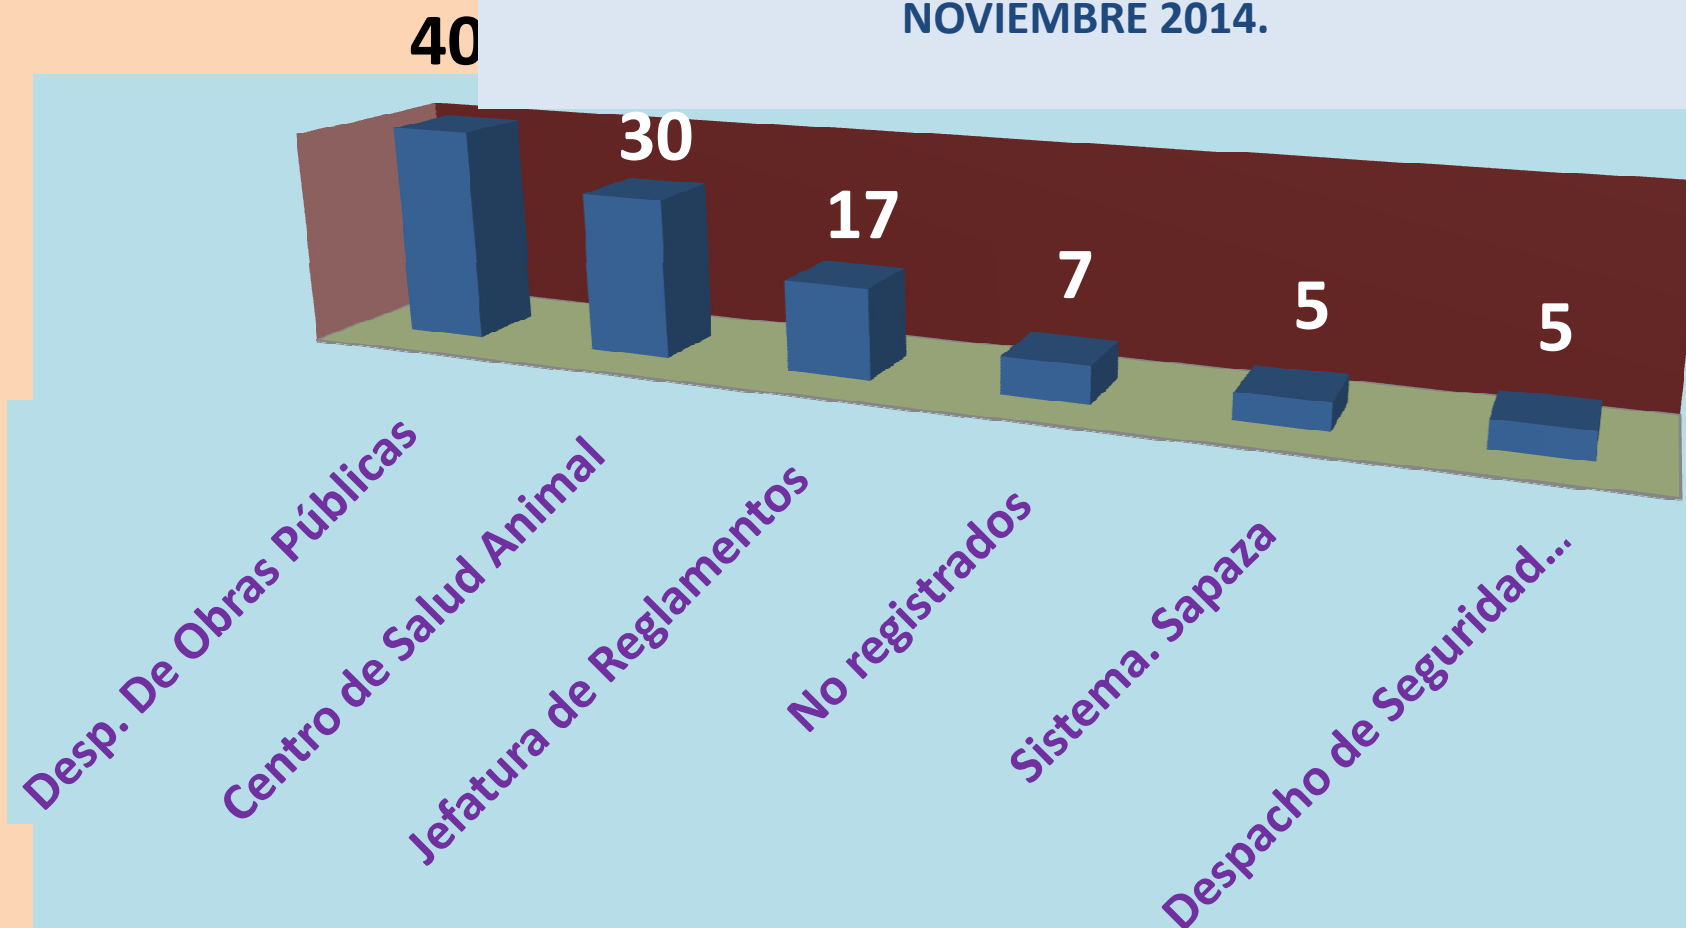 NOVIEMBRE 2014.
40
30
17
7
5
5
Desp. De Obras Públicas
Centro de Salud Animal
Jefatura de Reglamentos
No registrados
Sistema. Sapaza
Despacho de Seguridad...